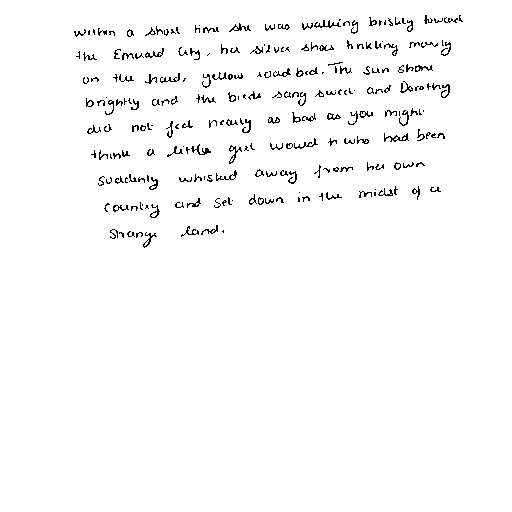 within a short time she was walking briskly toward
the Emerald City, her silver shoes tinkling merrily
on the hard, yellow roadbed. The sun shone
brightly and the birds sang sweet and Dorothy
did not feel nearly as bad as you might
think a little girl would h who had been
suddenly whisked away from her own
country and set down in the midst of a
strange land.